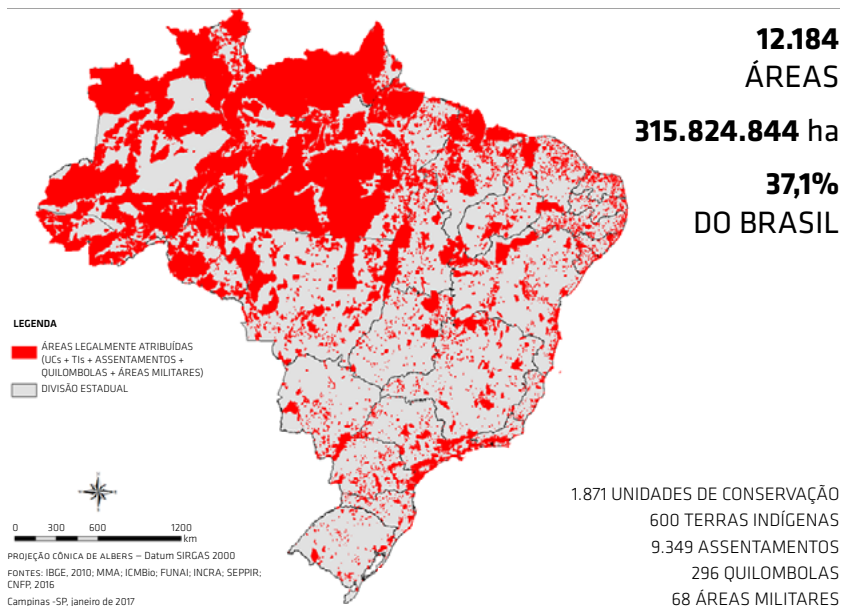 12.184
ÁREAS
315.824.844 ha
37,1%
DO BRASIL
LEGENDA
ÁREAS LEGALMENTE ATRIBUÍDAS
(UCs + TIs + ASSENTAMENTOS +
QUILOMBOLAS + ÁREAS MILITARES)
DIVISÃO ESTADUAL
0 300 600 1200
km
PROJEÇÃO CÔNICA DE ALBERS – Datum SIRGAS 2000
FONTES: IBGE, 2010; MMA; ICMBio; FUNAI; INCRA; SEPPIR;
CNFP, 2016
Campinas -SP, janeiro de 2017
1.871 UNIDADES DE CONSERVAÇÃO
600 TERRAS INDÍGENAS
9.349 ASSENTAMENTOS
296 QUILOMBOLAS
68 ÁREAS MILITARES